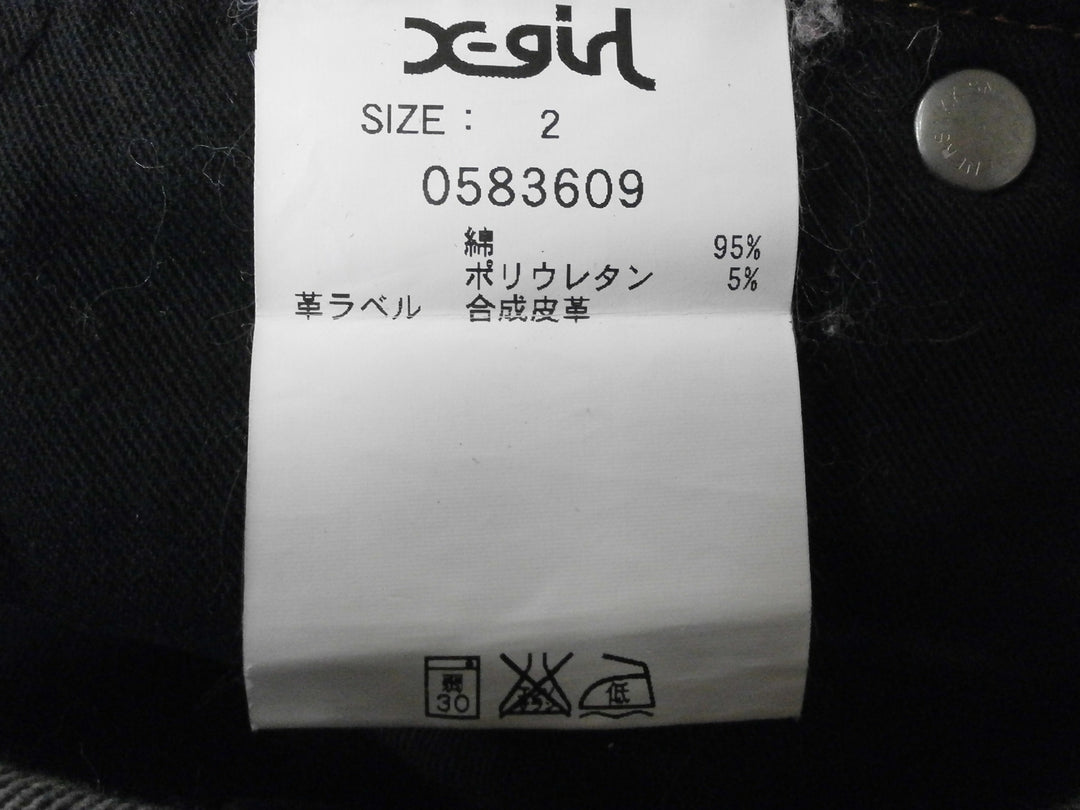 X-girl
SIZE : 2
0583609
綿 95%
ポリウレタン 5%
革ラベル 合成皮革
弱 30 低